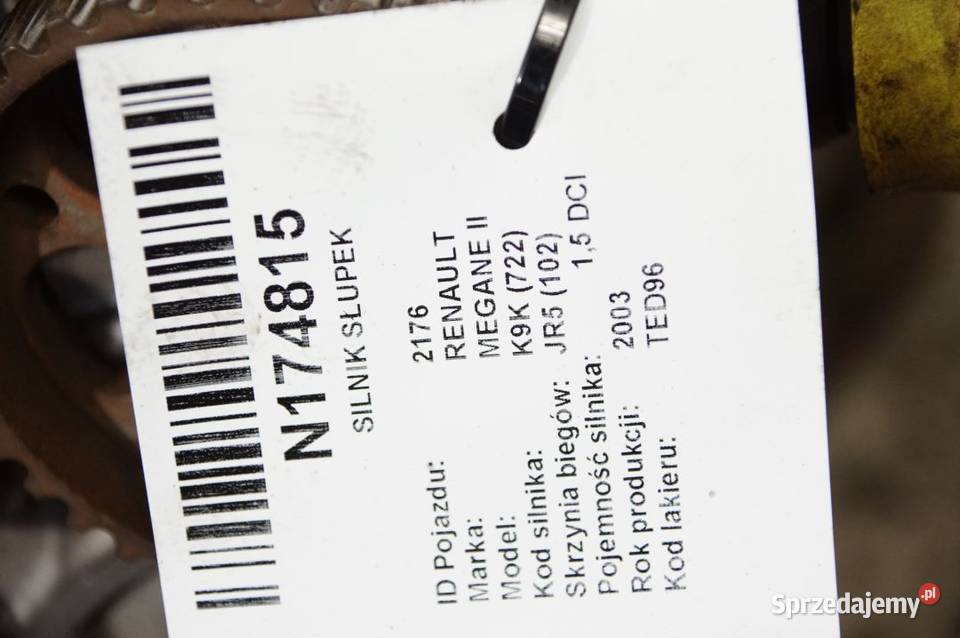 N174815
SILNIK SŁUPEK
ID Pojazdu: 2176
Marka: RENAULT
Model: MEGANE II
Kod silnika: K9K (722)
Skrzynia biegów: JR5 (102)
Pojemność silnika: 1,5 DCI
Rok produkcji: 2003
Kod lakieru: TED96
Sprzedajemy.pl